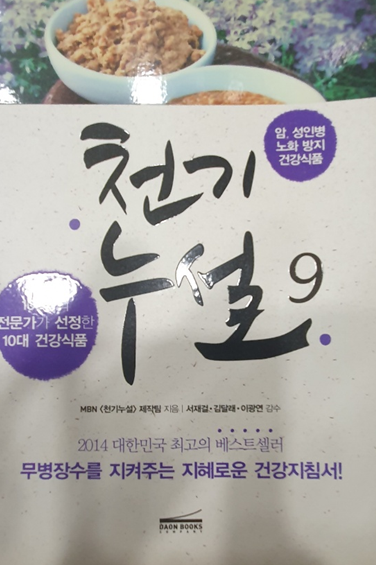 암, 성인병
노화 방지
건강식품
천기
누설 9
전문가가 선정한
10대 건강식품
MBN 〈천기누설〉 제작팀 지음 | 서재걸 · 김달래 · 이광연 감수
2014 대한민국 최고의 베스트셀러
무병장수를 지켜주는 지혜로운 건강지침서!
DAON BOOKS
COMPANY